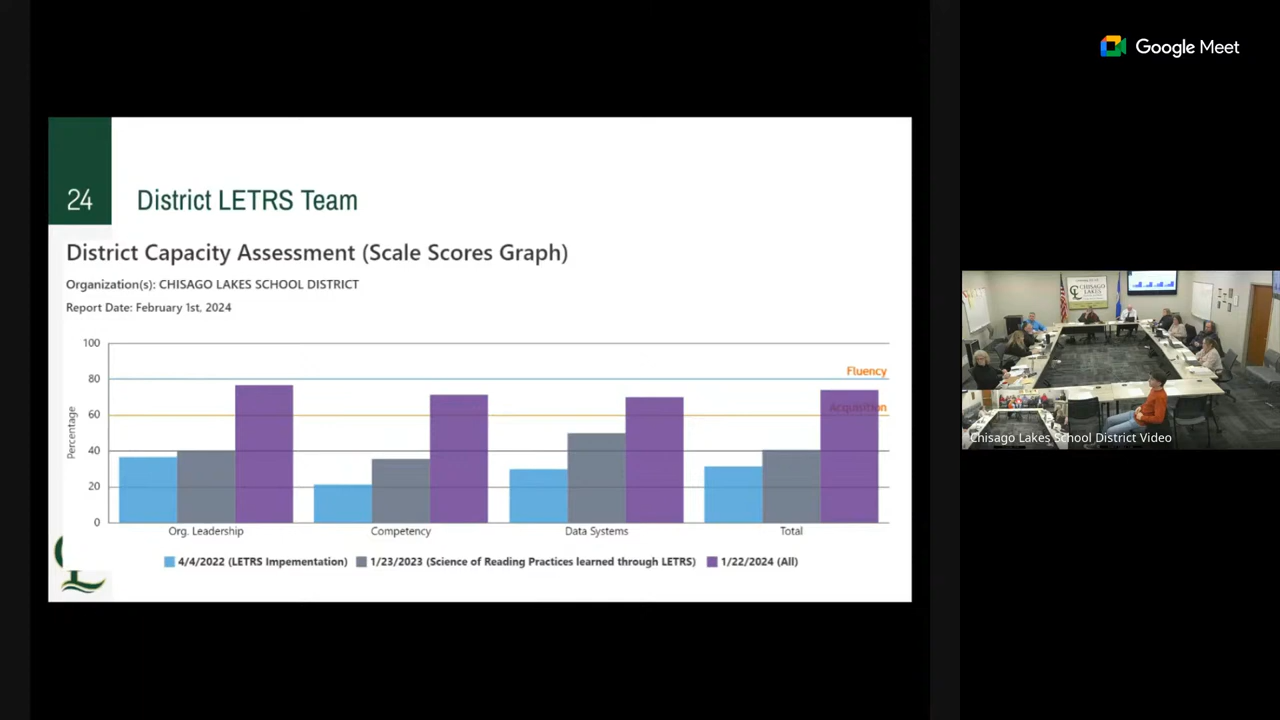 Google Meet
24
District LETRS Team
District Capacity Assessment (Scale Scores Graph)
Organization(s): CHISAGO LAKES SCHOOL DISTRICT
Report Date: February 1st, 2024
Percentage
100
80
60
40
20
0
Fluency
Acquisition
Org. Leadership
Competency
Data Systems
Total
4/4/2022 (LETRS Impementation)
1/23/2023 (Science of Reading Practices learned through LETRS)
1/22/2024 (All)
CHISAGO
LAKES
Chisago Lakes School District Video